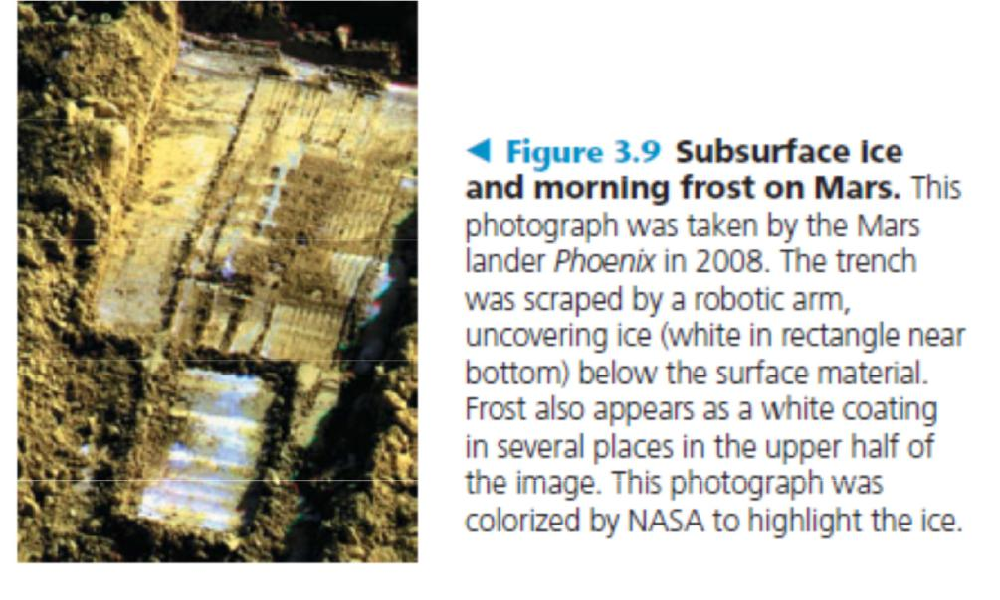 ◀ Figure 3.9 Subsurface ice
and morning frost on Mars. This
photograph was taken by the Mars
lander Phoenix in 2008. The trench
was scraped by a robotic arm,
uncovering ice (white in rectangle near
bottom) below the surface material.
Frost also appears as a white coating
in several places in the upper half of
the image. This photograph was
colorized by NASA to highlight the ice.